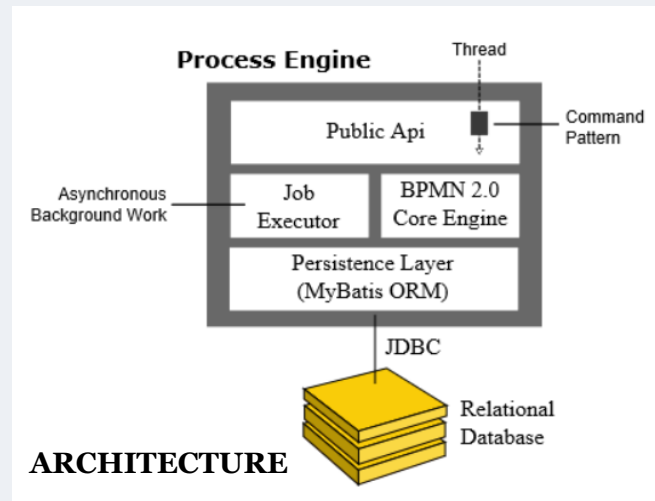 Process Engine
Thread
Public Api
Command
Pattern
Asynchronous
Background Work
Job
Executor
BPMN 2.0
Core Engine
Persistence Layer
(MyBatis ORM)
JDBC
Relational
Database
ARCHITECTURE